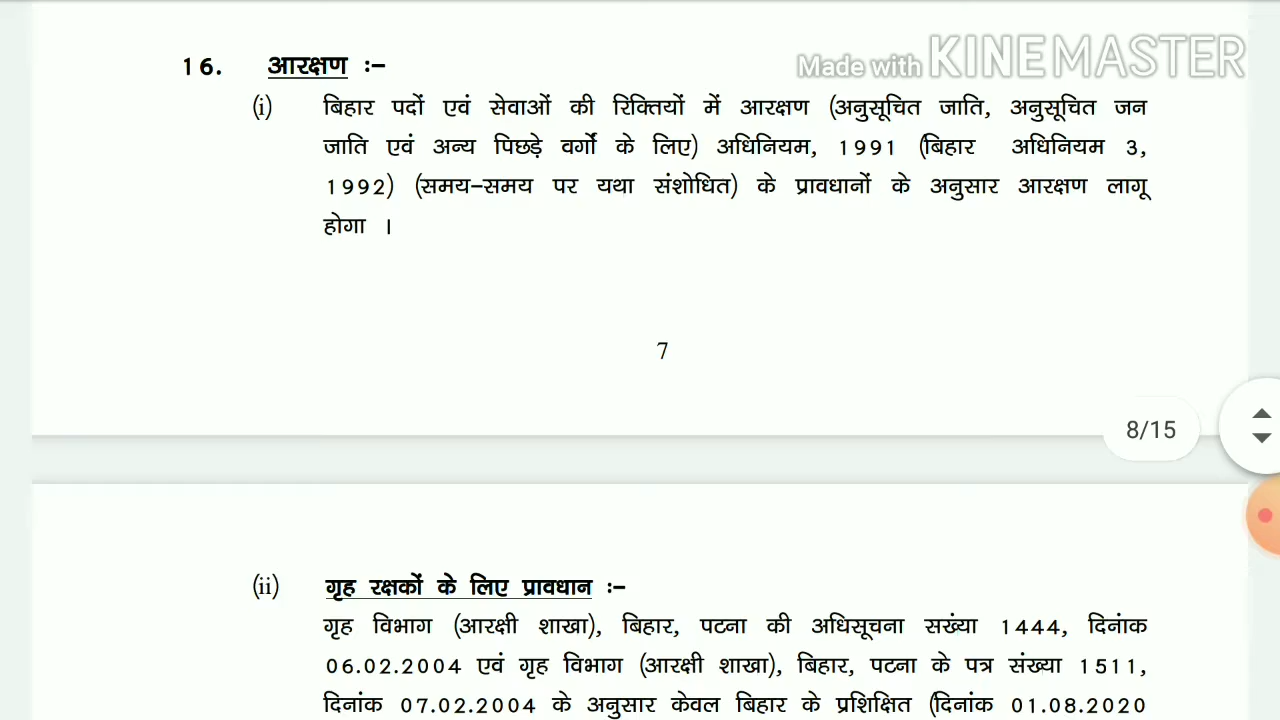 Made with KINEMASTER
16. आरक्षण :–
(i) बिहार पदों एवं सेवाओं की रिक्तियों में आरक्षण (अनुसूचित जाति, अनुसूचित जन
जाति एवं अन्य पिछड़े वर्गों के लिए) अधिनियम, 1991 (बिहार अधिनियम 3,
1992) (समय–समय पर यथा संशोधित) के प्रावधानों के अनुसार आरक्षण लागू
होगा ।
7
8/15
(ii) गृह रक्षकों के लिए प्रावधान :–
गृह विभाग (आरक्षी शाखा), बिहार, पटना की अधिसूचना सख्ंया 1444, दिनांक
06.02.2004 एवं गृह विभाग (आरक्षी शाखा), बिहार, पटना के पत्र संख्या 1511,
दिनांक 07.02.2004 के अनुसार केवल बिहार के प्रशिक्षित (दिनांक 01.08.2020